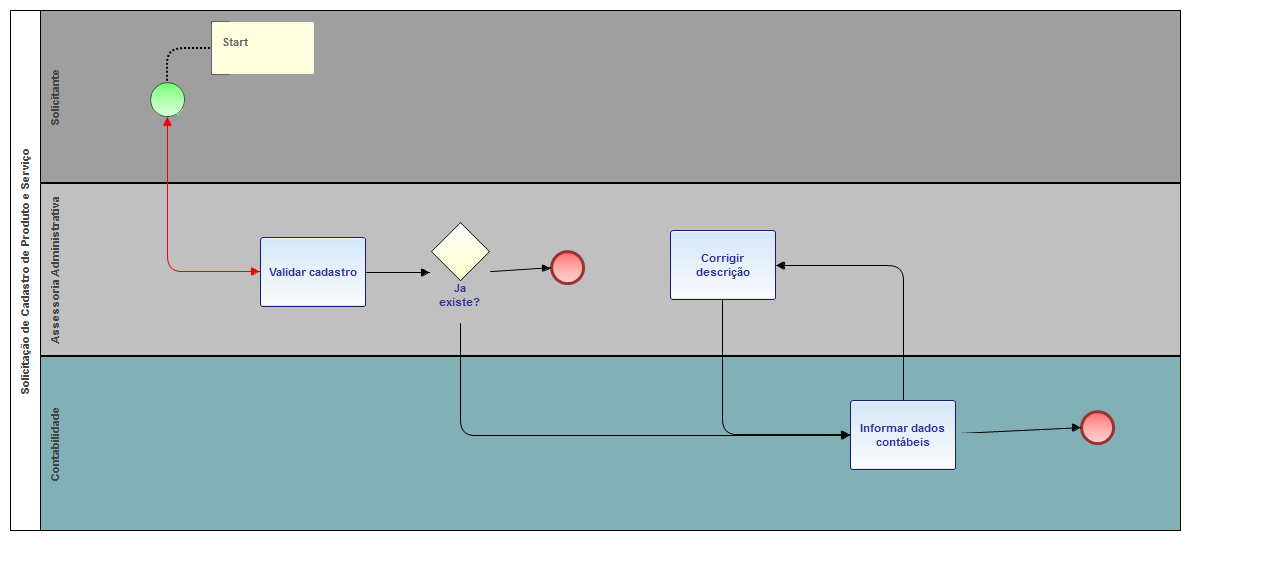 Solicitação de Cadastro de Produto e Serviço
Solicitante
Start
Assessoria Administrativa
Validar cadastro
Ja
existe?
Corrigir
descrição
Contabilidade
Informar dados
contábeis